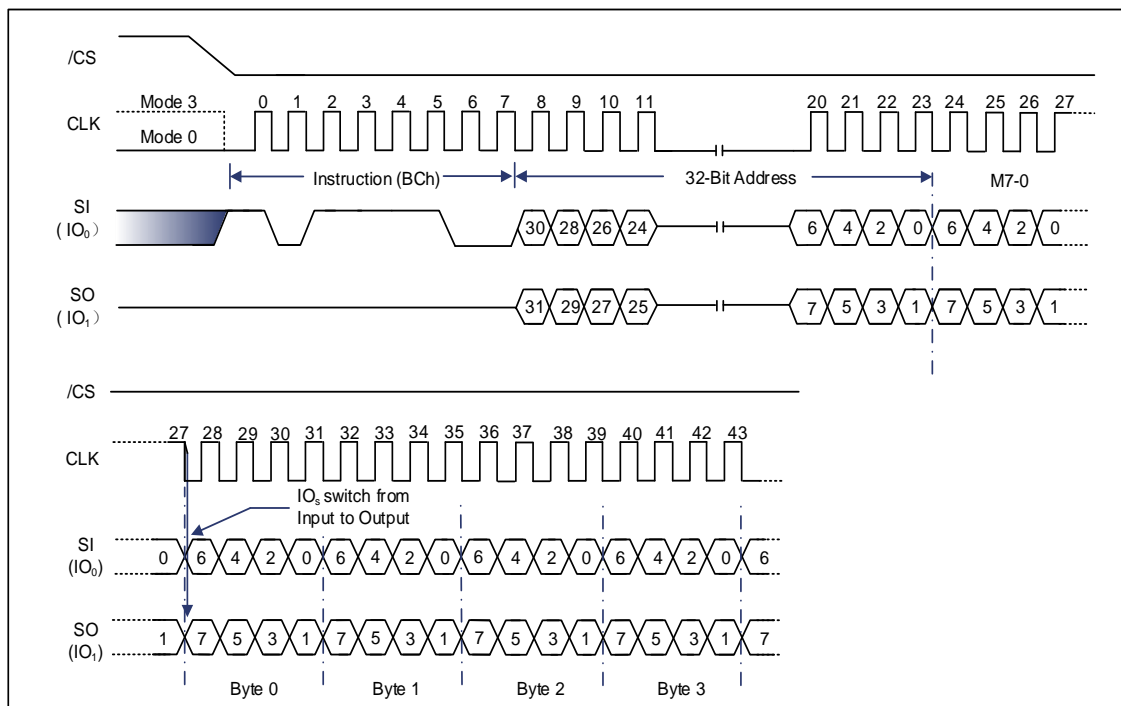 /CS
Mode 3 0 1 2 3 4 5 6 7 8 9 10 11 20 21 22 23 24 25 26 27
CLK
Mode 0
Instruction (BCh) 32-Bit Address M7-0
SI
( IO₀ )
30 28 26 24 6 4 2 0 6 4 2 0
SO
( IO₁ )
31 29 27 25 7 5 3 1 7 5 3 1
/CS
27 28 29 30 31 32 33 34 35 36 37 38 39 40 41 42 43
CLK
IOₛ switch from
Input to Output
SI
(IO₀)
0 6 4 2 0 6 4 2 0 6 4 2 0 6 4 2 0 6
SO
(IO₁)
1 7 5 3 1 7 5 3 1 7 5 3 1 7 5 3 1 7
Byte 0 Byte 1 Byte 2 Byte 3